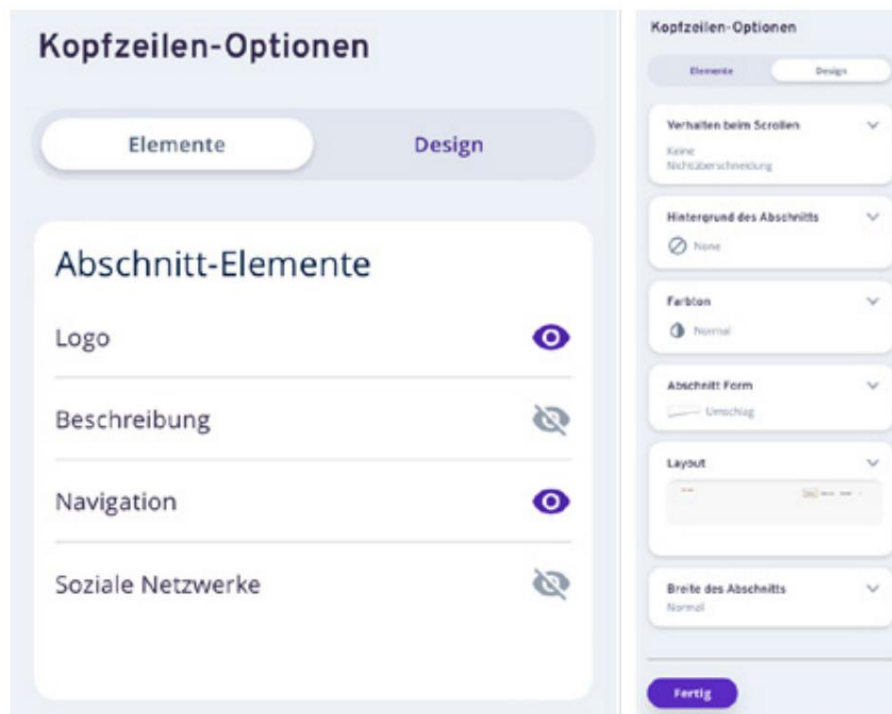 Kopfzeilen-Optionen
Elemente
Design
Abschnitt-Elemente
Logo
Beschreibung
Navigation
Soziale Netzwerke
Kopfzeilen-Optionen
Elemente
Design
Verhalten beim Scrollen
Keine
Nichtüberschneidung
Hintergrund des Abschnitts
None
Farbton
Normal
Abschnitt Form
Umschlag
Layout
Breite des Abschnitts
Normal
Fertig